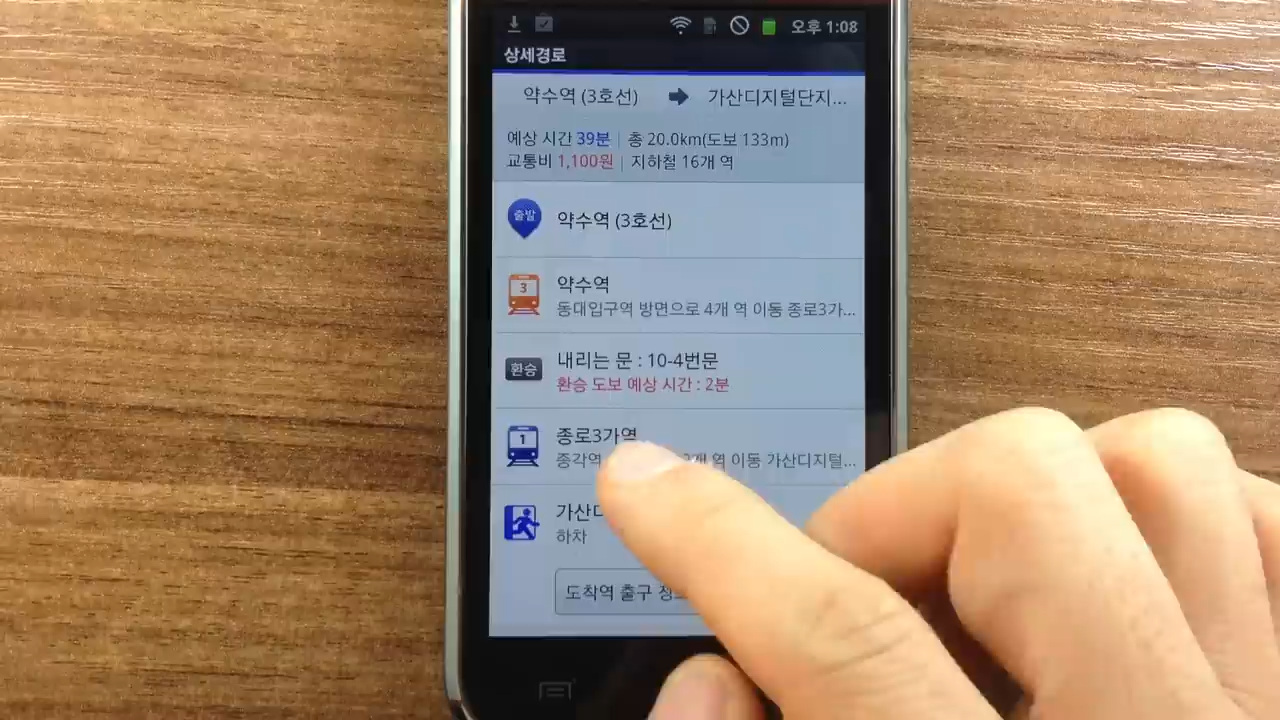 오후 1:08
상세경로
약수역 (3호선) 가산디지털단지...
예상 시간 39분 | 총 20.0km(도보 133m)
교통비 1,100원 | 지하철 16개 역
출발 약수역 (3호선)
3 약수역
동대입구역 방면으로 4개 역 이동 종로3가...
환승 내리는 문 : 10-4번문
환승 도보 예상 시간 : 2분
1 종로3가역
종각역 역 이동 가산디지털...
하차
도착역 출구